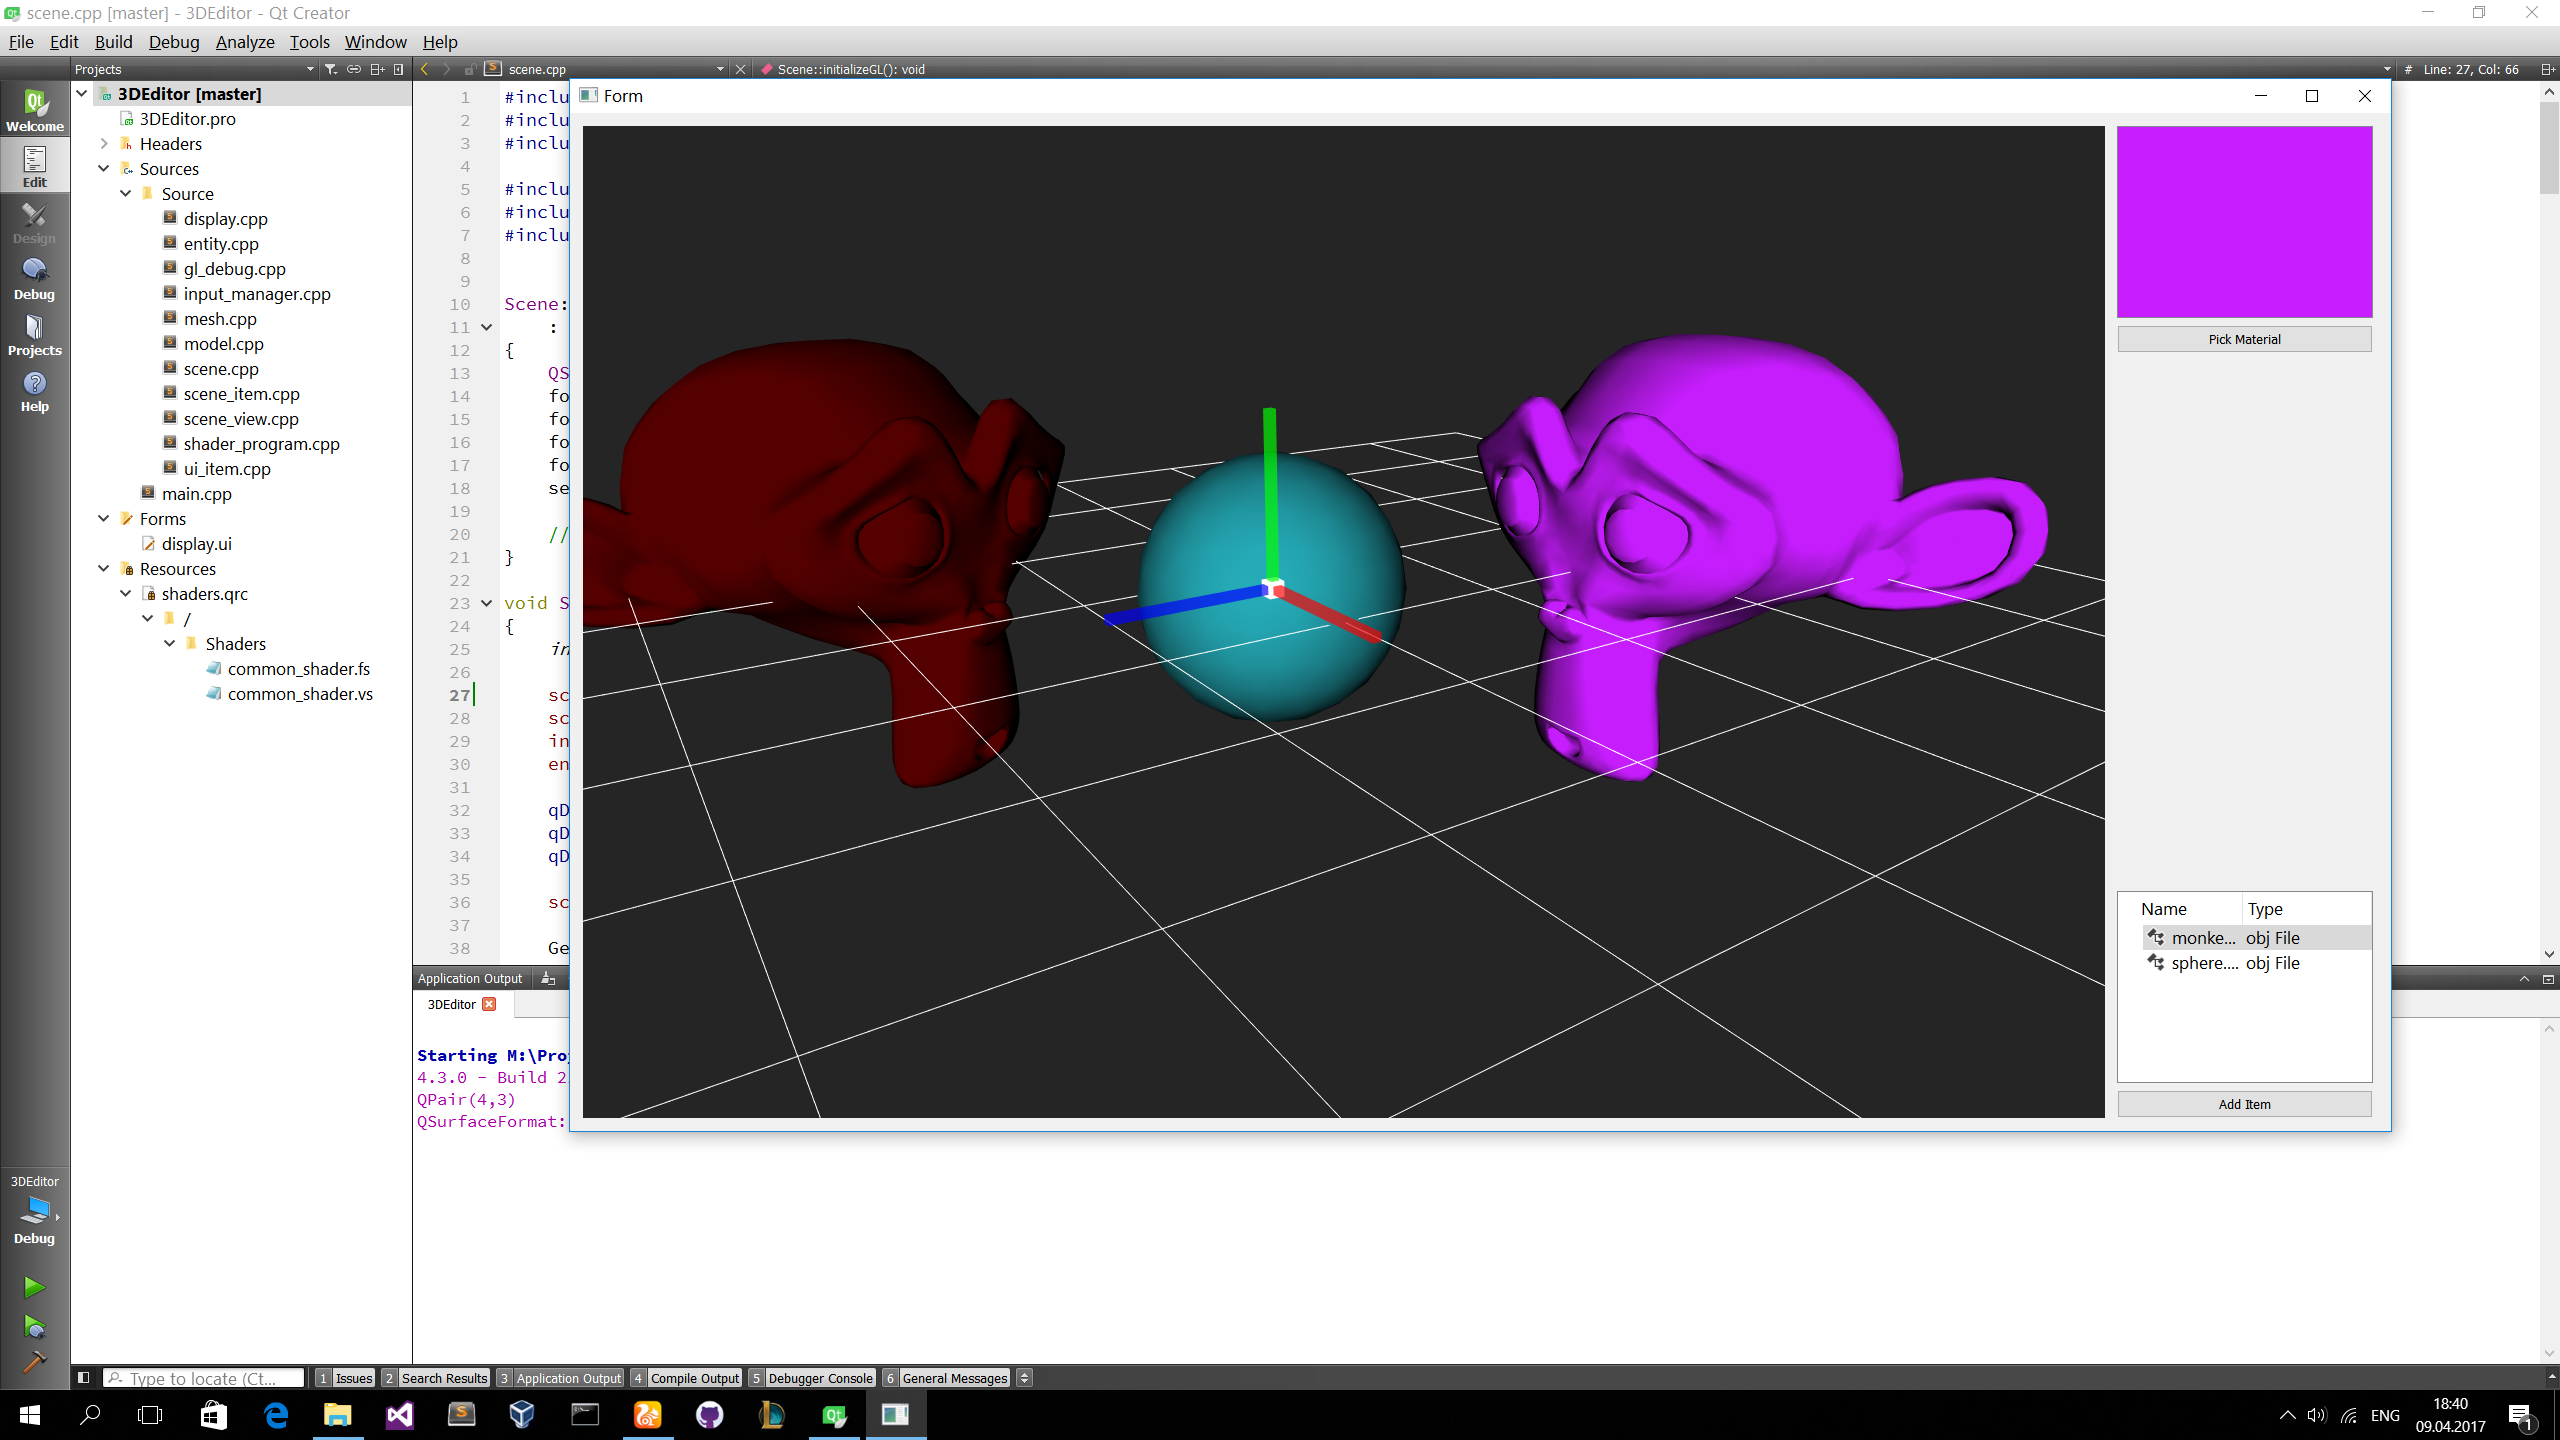 scene.cpp [master] - 3DEditor - Qt Creator
File Edit Build Debug Analyze Tools Window Help
Projects
scene.cpp
Scene::initializeGL(): void
# Line: 27, Col: 66
Welcome
Edit
Design
Debug
Projects
Help
3DEditor [master]
3DEditor.pro
Headers
Sources
Source
display.cpp
entity.cpp
gl_debug.cpp
input_manager.cpp
mesh.cpp
model.cpp
scene.cpp
scene_item.cpp
scene_view.cpp
shader_program.cpp
ui_item.cpp
main.cpp
Forms
display.ui
Resources
shaders.qrc
/
Shaders
common_shader.fs
common_shader.vs
1 #inclu
2 #inclu
3 #inclu
4
5 #inclu
6 #inclu
7 #inclu
8
9
10 Scene:
11 :
12 {
13 QS
14 fo
15 fo
16 fo
17 fo
18 se
19
20 //
21 }
22
23 void S
24 {
25 in
26
27 sc
28 sc
29 in
30 en
31
32 qD
33 qD
34 qD
35
36 sc
37
38 Ge
Form
Pick Material
Name Type
monke... obj File
sphere.... obj File
Add Item
Application Output
3DEditor
Starting M:\Pro
4.3.0 - Build 2
QPair(4,3)
QSurfaceFormat:
3DEditor
Debug
Type to locate (Ct...
1 Issues 2 Search Results 3 Application Output 4 Compile Output 5 Debugger Console 6 General Messages
ENG
18:40
09.04.2017
1